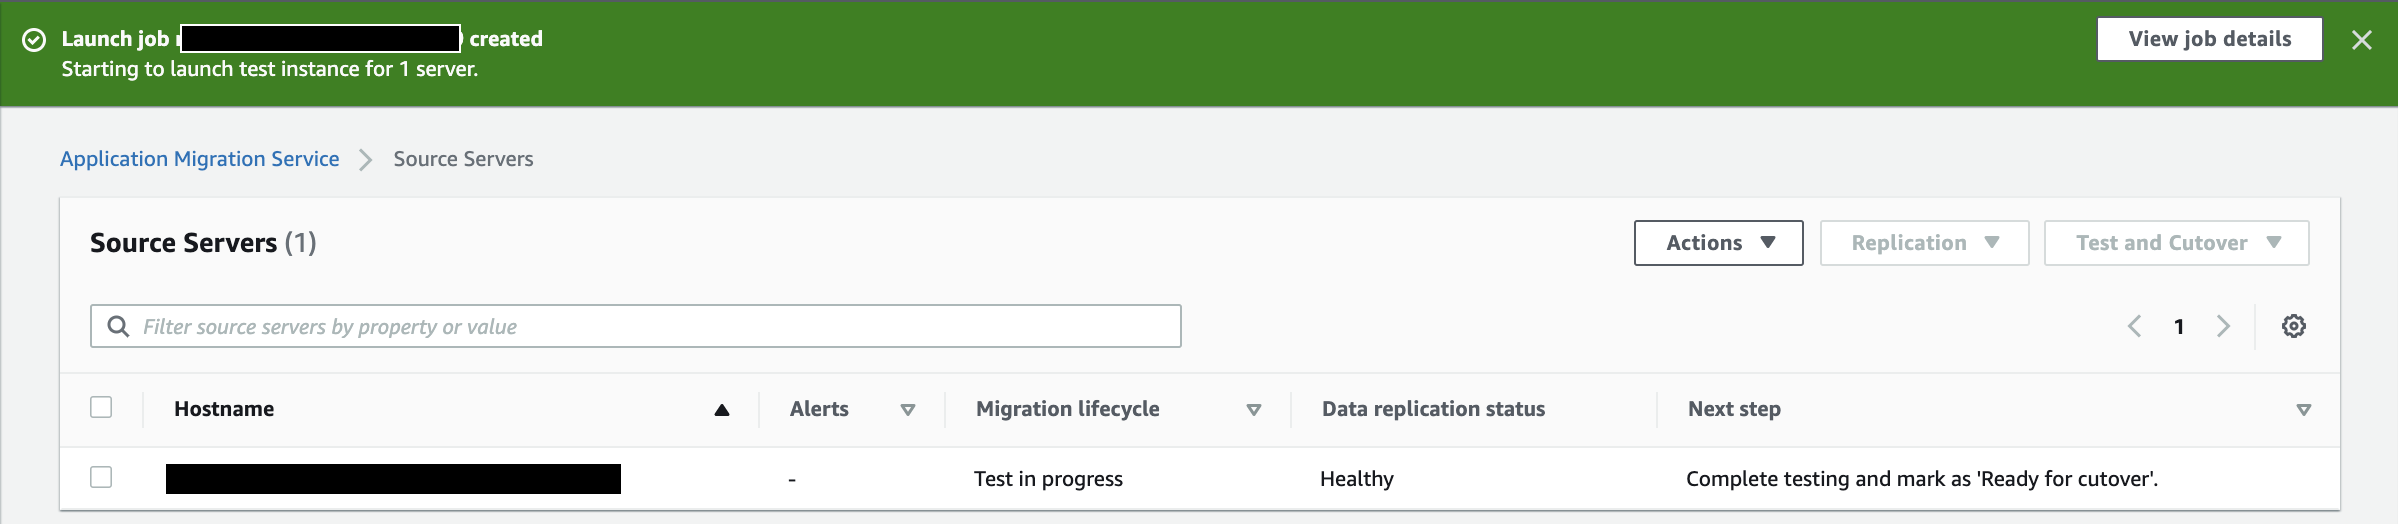 Launch job created
Starting to launch test instance for 1 server.
View job details
Application Migration Service Source Servers
Source Servers (1)
Actions Replication Test and Cutover
Filter source servers by property or value
1
Hostname Alerts Migration lifecycle Data replication status Next step
- Test in progress Healthy Complete testing and mark as 'Ready for cutover'.